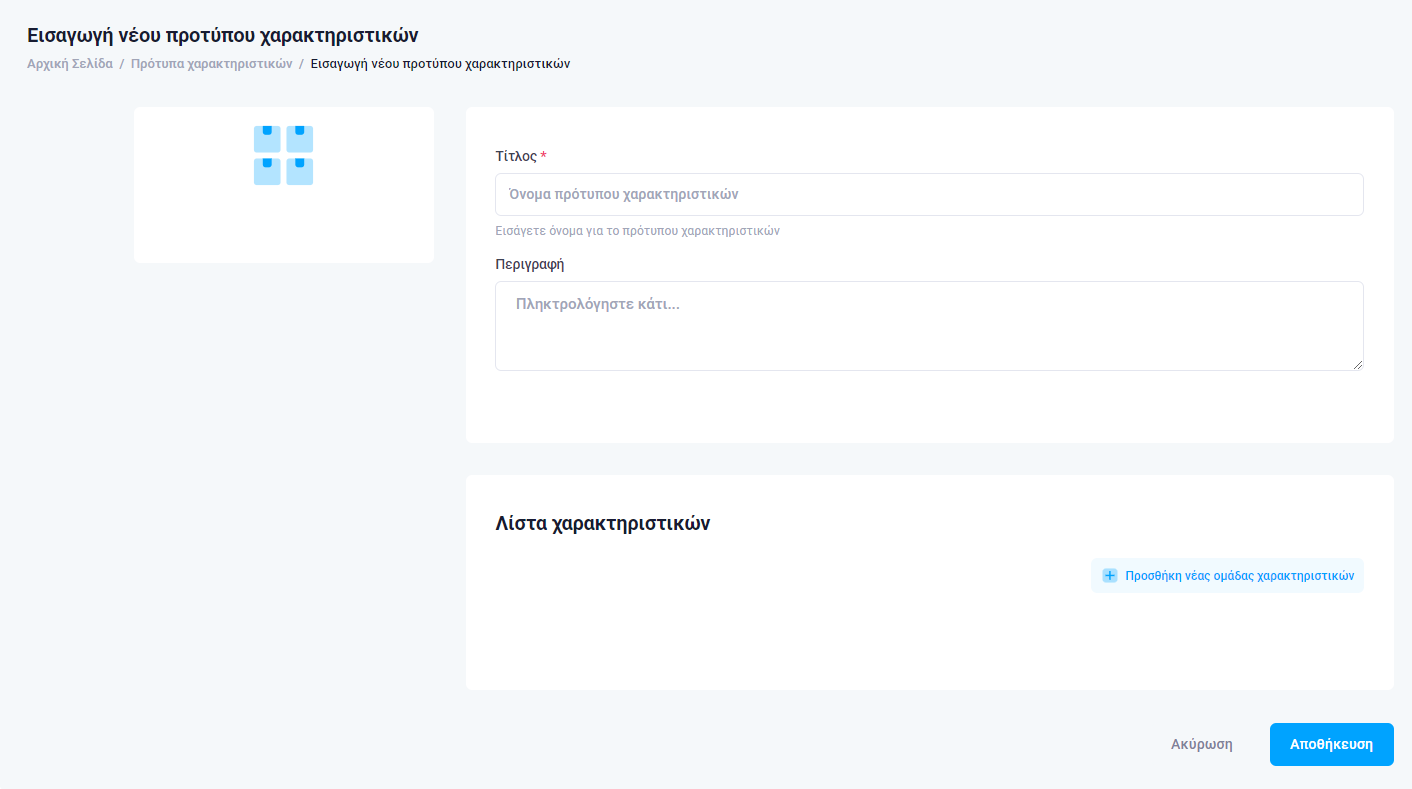 Εισαγωγή νέου προτύπου χαρακτηριστικών
Αρχική Σελίδα / Πρότυπα χαρακτηριστικών / Εισαγωγή νέου προτύπου χαρακτηριστικών
Τίτλος *
Όνομα πρότυπου χαρακτηριστικών
Εισάγετε όνομα για το πρότυπου χαρακτηριστικών
Περιγραφή
Πληκτρολόγηστε κάτι...
Λίστα χαρακτηριστικών
Προσθήκη νέας ομάδας χαρακτηριστικών
Ακύρωση
Αποθήκευση